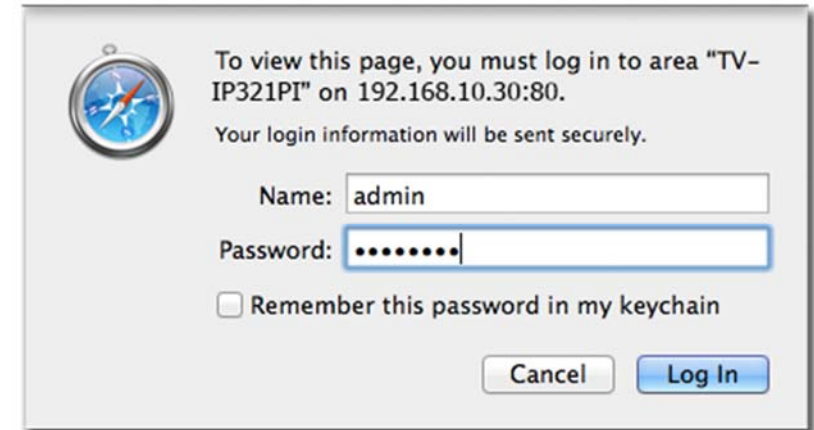 To view this page, you must log in to area “TV-
IP321PI” on 192.168.10.30:80.
Your login information will be sent securely.
Name: admin
Password: ••••••••
Remember this password in my keychain
Cancel Log In